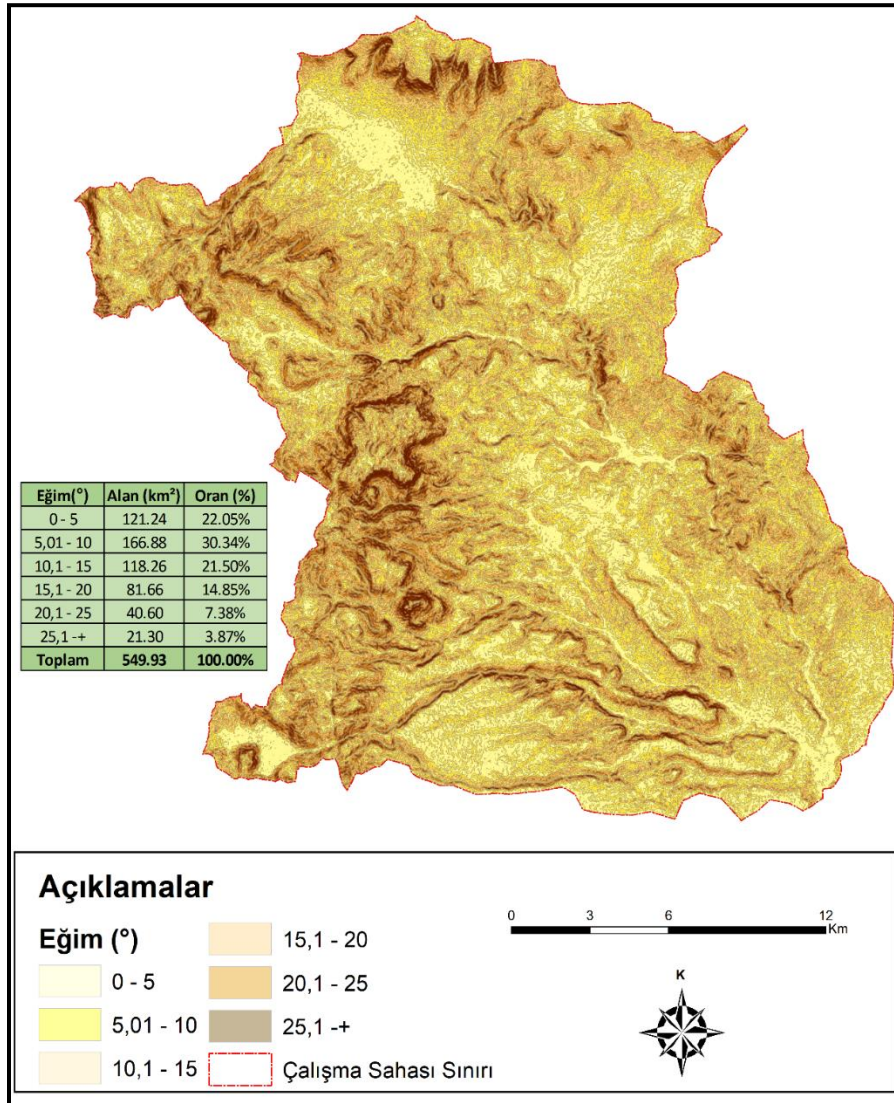 Eğim(°) Alan (km²) Oran (%)
0 - 5 121.24 22.05%
5,01 - 10 166.88 30.34%
10,1 - 15 118.26 21.50%
15,1 - 20 81.66 14.85%
20,1 - 25 40.60 7.38%
25,1 -+ 21.30 3.87%
Toplam 549.93 100.00%
Açıklamalar
Eğim (°)
0 - 5
5,01 - 10
10,1 - 15
15,1 - 20
20,1 - 25
25,1 -+
Çalışma Sahası Sınırı
0 3 6 12
Km
K